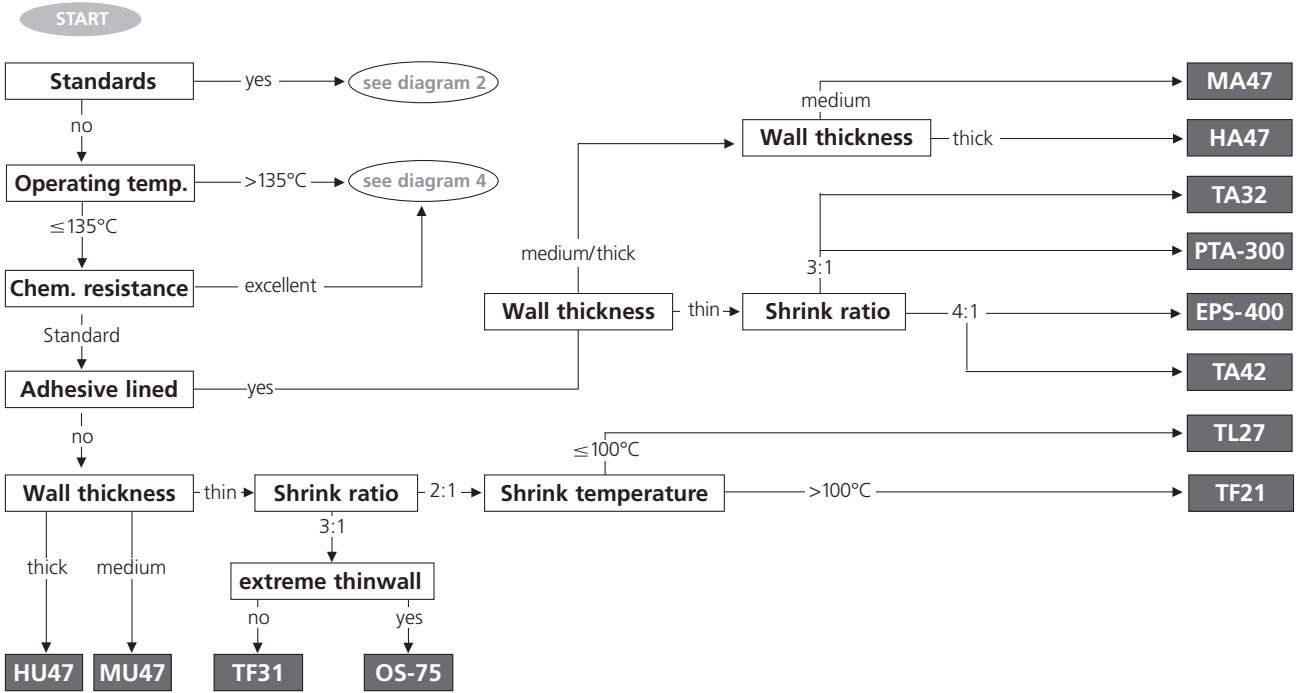 START
Standards
yes
see diagram 2
no
Operating temp.
>135°C
see diagram 4
≤135°C
Chem. resistance
excellent
Standard
Adhesive lined
yes
no
Wall thickness
thin
Shrink ratio
2:1
Shrink temperature
≤100°C
TL27
>100°C
TF21
3:1
extreme thinwall
no
yes
thick
medium
HU47
MU47
TF31
OS-75
Wall thickness
medium/thick
Wall thickness
medium
MA47
thick
HA47
thin
Shrink ratio
3:1
TA32
PTA-300
4:1
EPS-400
TA42